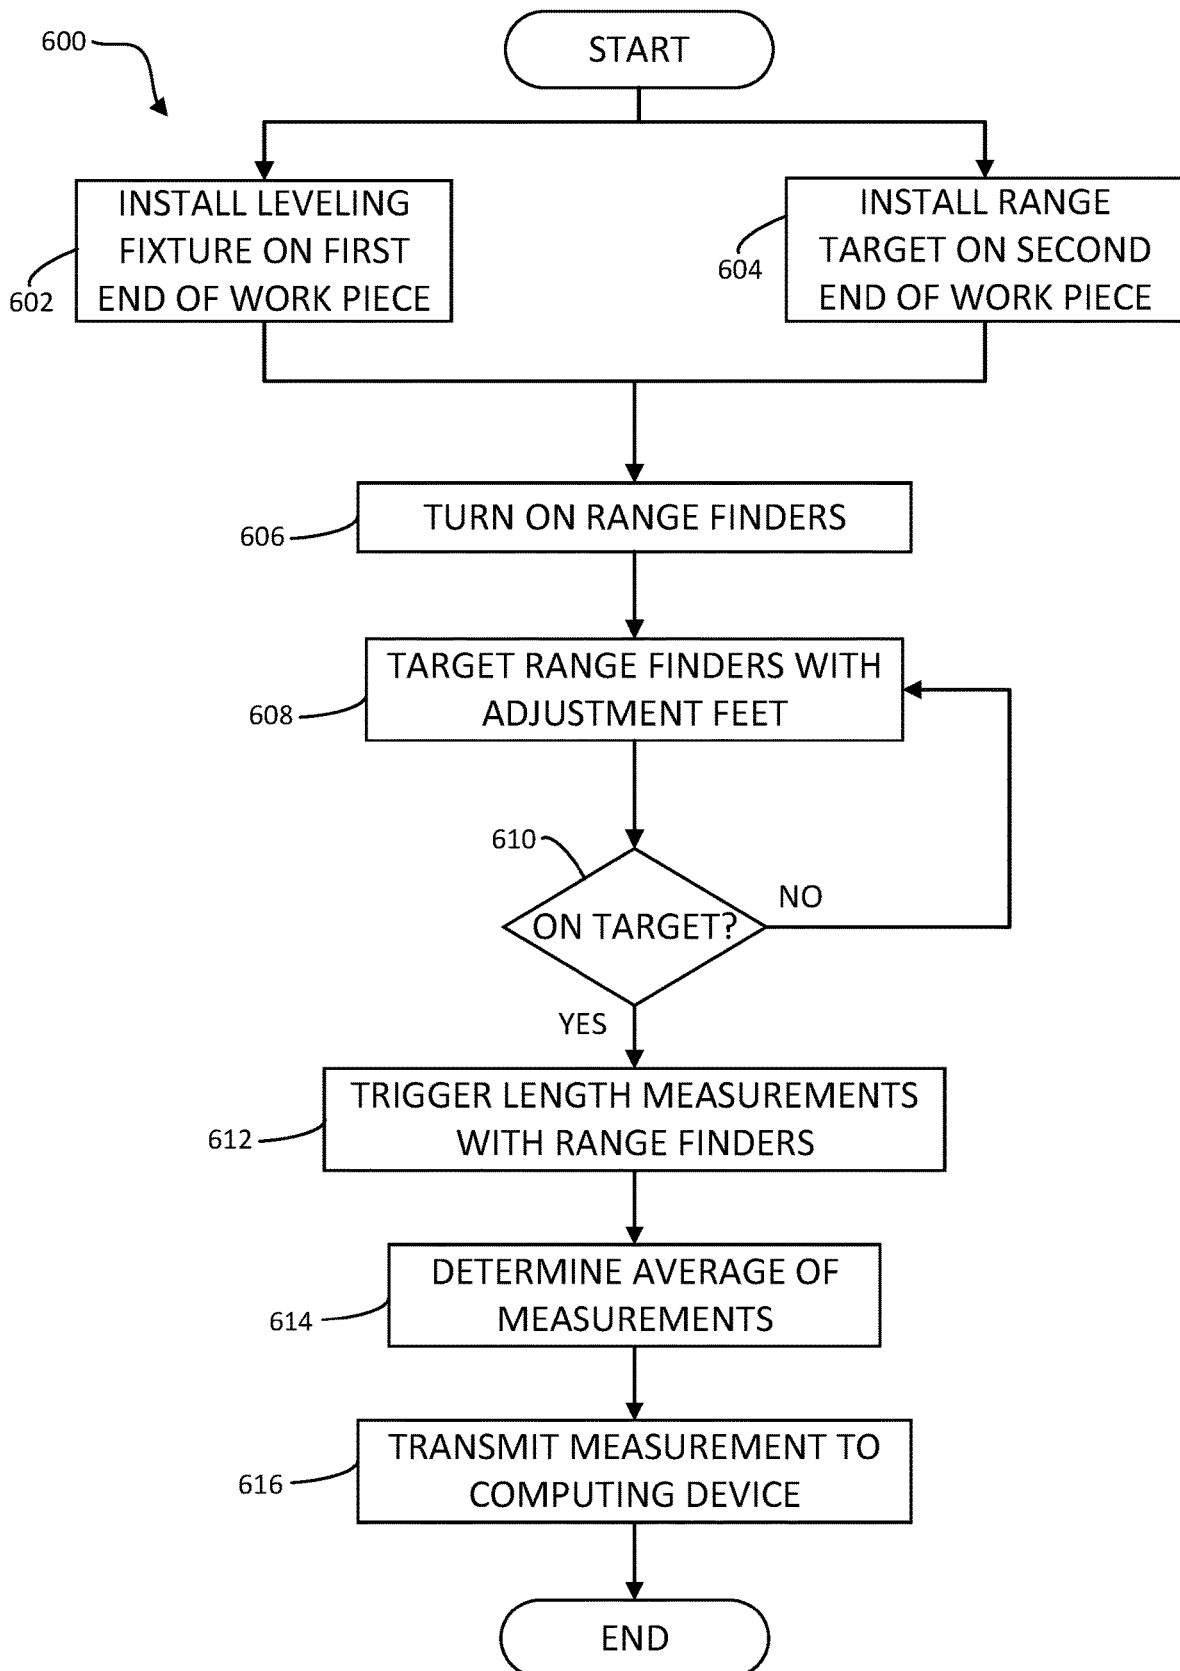 600
START
INSTALL LEVELING
FIXTURE ON FIRST
END OF WORK PIECE
602
INSTALL RANGE
TARGET ON SECOND
END OF WORK PIECE
604
TURN ON RANGE FINDERS
606
TARGET RANGE FINDERS WITH
ADJUSTMENT FEET
608
610
ON TARGET?
NO
YES
TRIGGER LENGTH MEASUREMENTS
WITH RANGE FINDERS
612
DETERMINE AVERAGE OF
MEASUREMENTS
614
TRANSMIT MEASUREMENT TO
COMPUTING DEVICE
616
END